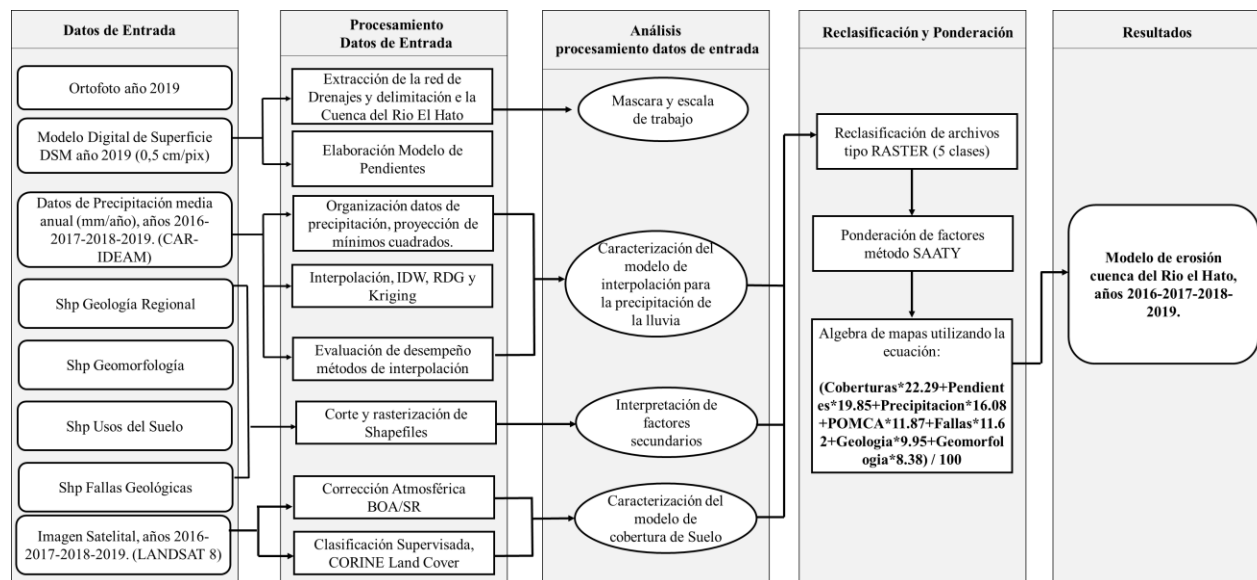 Datos de Entrada
Ortofoto año 2019
Modelo Digital de Superficie
DSM año 2019 (0,5 cm/pix)
Datos de Precipitación media
anual (mm/año), años 2016-
2017-2018-2019. (CAR-
IDEAM)
Shp Geología Regional
Shp Geomorfología
Shp Usos del Suelo
Shp Fallas Geológicas
Imagen Satelital, años 2016-
2017-2018-2019. (LANDSAT 8)
Procesamiento
Datos de Entrada
Extracción de la red de
Drenajes y delimitación e la
Cuenca del Rio El Hato
Elaboración Modelo de
Pendientes
Organización datos de
precipitación, proyección de
mínimos cuadrados.
Interpolación, IDW, RDG y
Kriging
Evaluación de desempeño
métodos de interpolación
Corte y rasterización de
Shapefiles
Corrección Atmosférica
BOA/SR
Clasificación Supervisada,
CORINE Land Cover
Análisis
procesamiento datos de entrada
Mascara y escala
de trabajo
Caracterización del
modelo de
interpolación para
la precipitación de
la lluvia
Interpretación de
factores
secundarios
Caracterización del
modelo de
cobertura de Suelo
Reclasificación y Ponderación
Reclasificación de archivos
tipo RASTER (5 clases)
Ponderación de factores
método SAATY
Algebra de mapas utilizando la
ecuación:
(Coberturas*22.29+Pendient
es*19.85+Precipitacion*16.08
+POMCA*11.87+Fallas*11.6
2+Geologia*9.95+Geomorfol
ogia*8.38) / 100
Resultados
Modelo de erosión
cuenca del Rio el Hato,
años 2016-2017-2018-
2019.